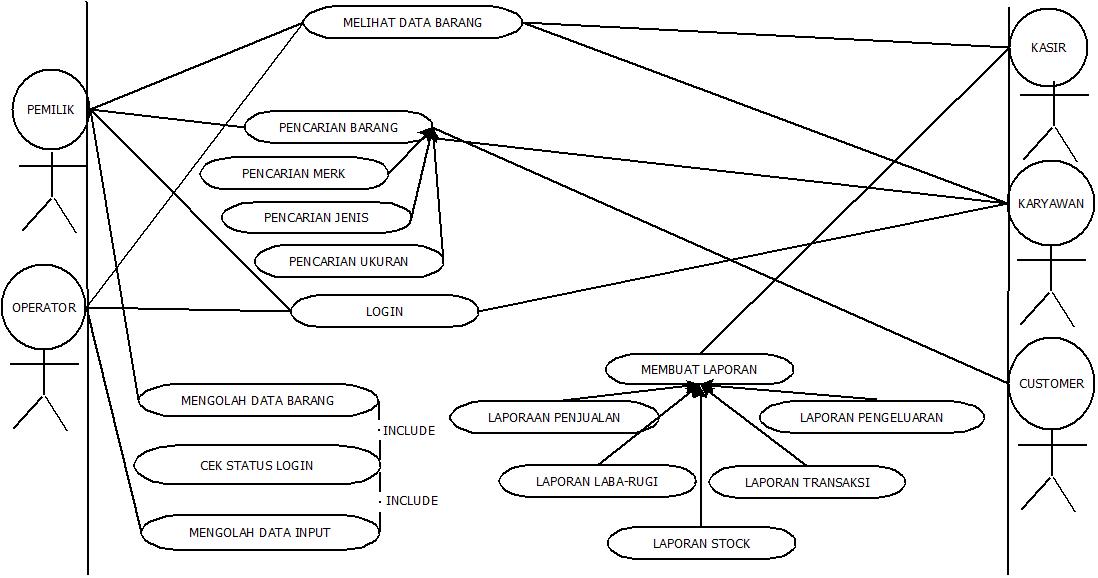 MELIHAT DATA BARANG
KASIR
PEMILIK
PENCARIAN BARANG
PENCARIAN MERK
KARYAWAN
PENCARIAN JENIS
PENCARIAN UKURAN
OPERATOR
LOGIN
MEMBUAT LAPORAN
CUSTOMER
MENGOLAH DATA BARANG
LAPORAAN PENJUALAN
LAPORAN PENGELUARAN
INCLUDE
CEK STATUS LOGIN
LAPORAN LABA-RUGI
LAPORAN TRANSAKSI
INCLUDE
MENGOLAH DATA INPUT
LAPORAN STOCK